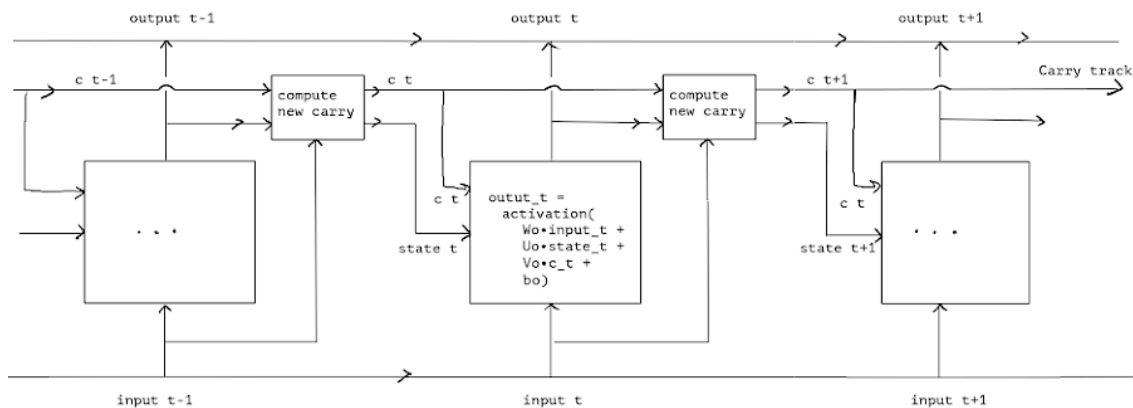 output t-1
output t
output t+1
c t-1
c t
c t+1
Carry track
compute
new carry
compute
new carry
c t
c t
outut_t =
activation(
Wo•input_t +
Uo•state_t +
Vo•c_t +
bo)
. . .
. . .
state t
state t+1
input t-1
input t
input t+1